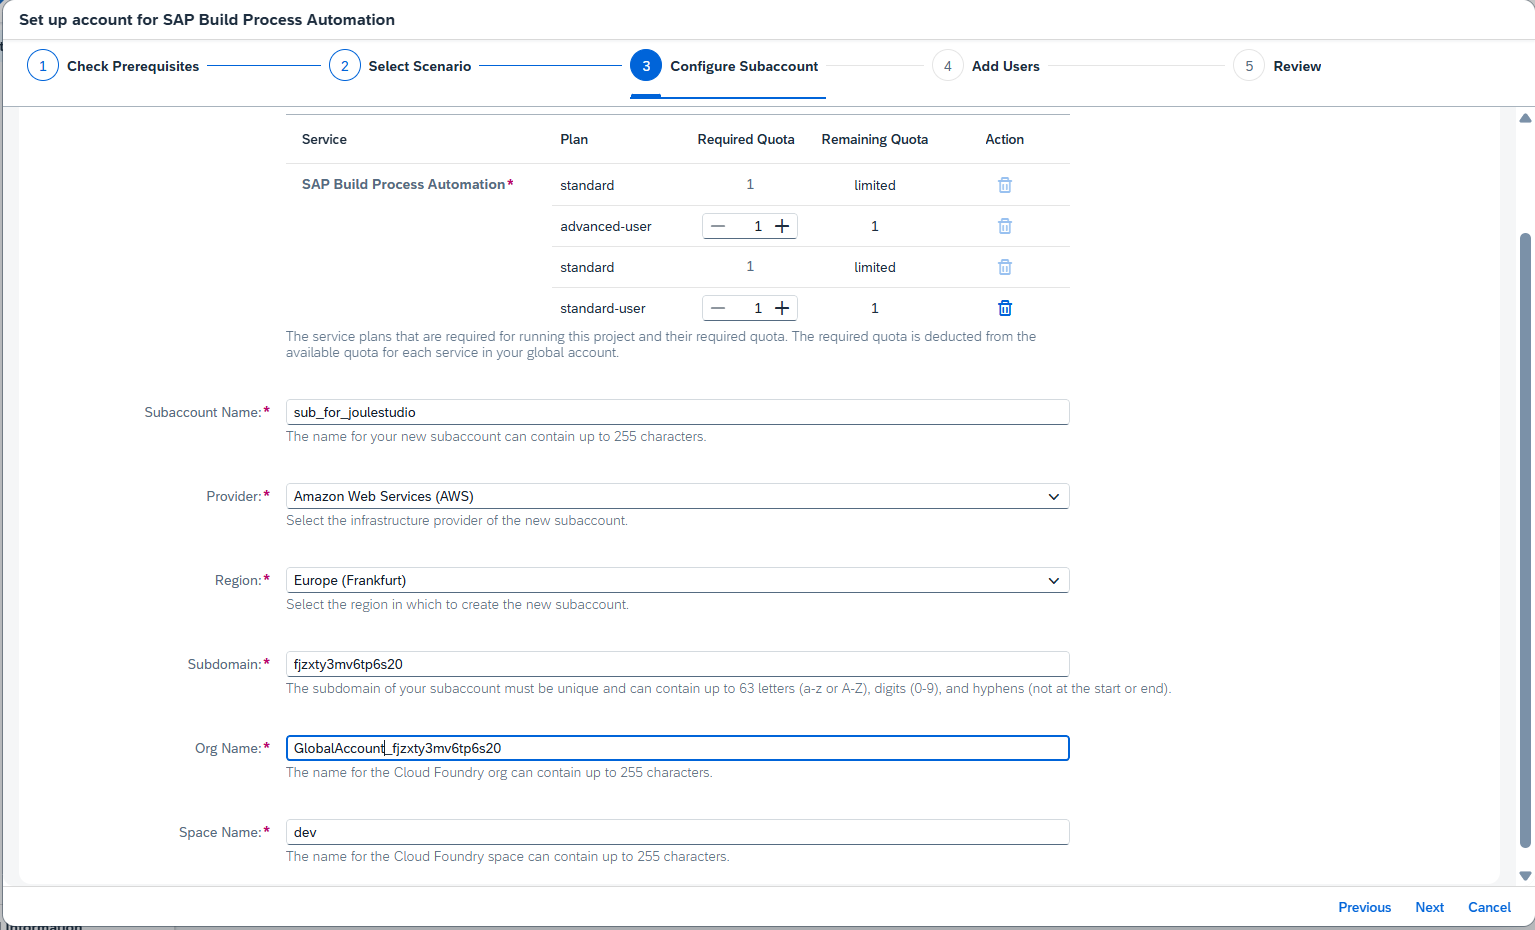 Set up account for SAP Build Process Automation
1 Check Prerequisites
2 Select Scenario
3 Configure Subaccount
4 Add Users
5 Review
Service Plan Required Quota Remaining Quota Action
SAP Build Process Automation* standard 1 limited
advanced-user 1 1
standard 1 limited
standard-user 1 1
The service plans that are required for running this project and their required quota. The required quota is deducted from the
available quota for each service in your global account.
Subaccount Name:* sub_for_joulestudio
The name for your new subaccount can contain up to 255 characters.
Provider:* Amazon Web Services (AWS)
Select the infrastructure provider of the new subaccount.
Region:* Europe (Frankfurt)
Select the region in which to create the new subaccount.
Subdomain:* fjzxty3mv6tp6s20
The subdomain of your subaccount must be unique and can contain up to 63 letters (a-z or A-Z), digits (0-9), and hyphens (not at the start or end).
Org Name:* GlobalAccount_fjzxty3mv6tp6s20
The name for the Cloud Foundry org can contain up to 255 characters.
Space Name:* dev
The name for the Cloud Foundry space can contain up to 255 characters.
Previous Next Cancel